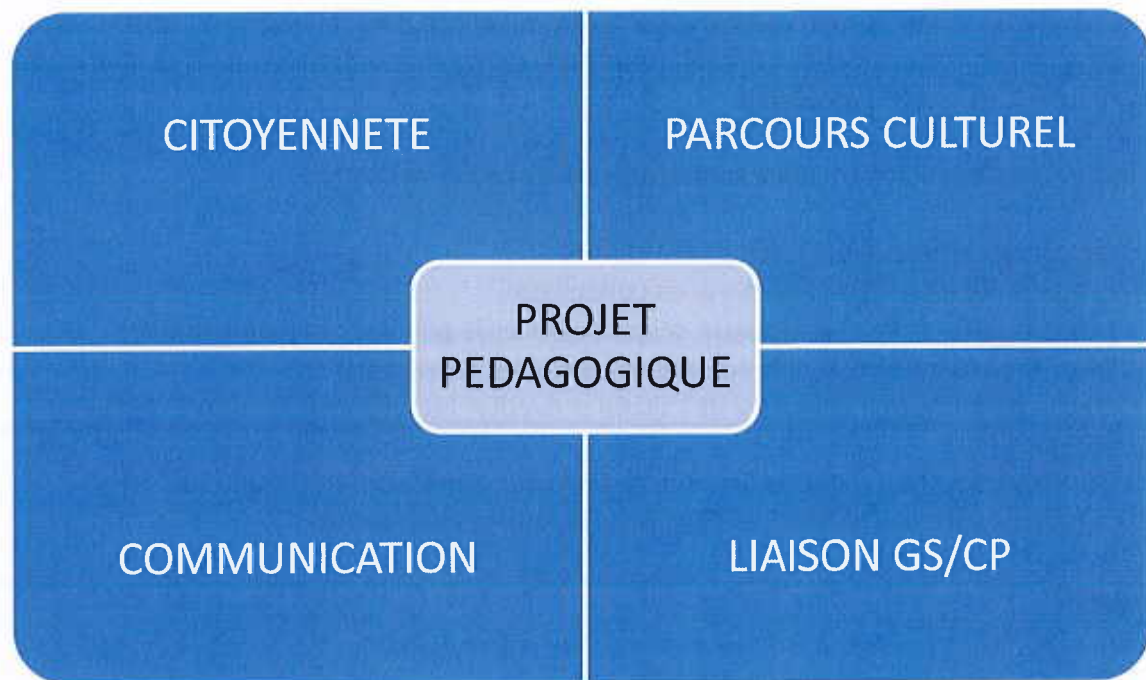 CITOYENNETE
PARCOURS CULTUREL
PROJET
PEDAGOGIQUE
COMMUNICATION
LIAISON GS/CP